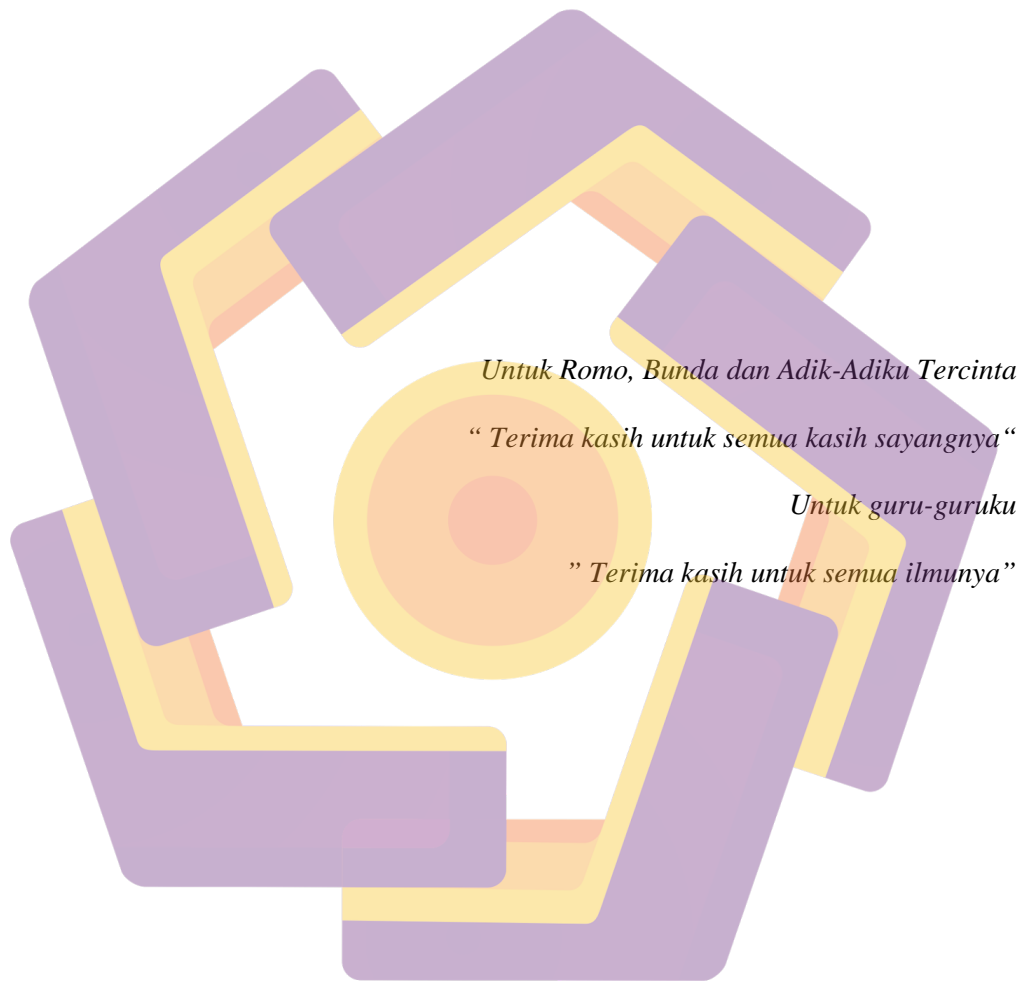 Untuk Romo, Bunda dan Adik-Adiku Tercinta
“ Terima kasih untuk semua kasih sayangnya“
Untuk guru-guruku
” Terima kasih untuk semua ilmunya”